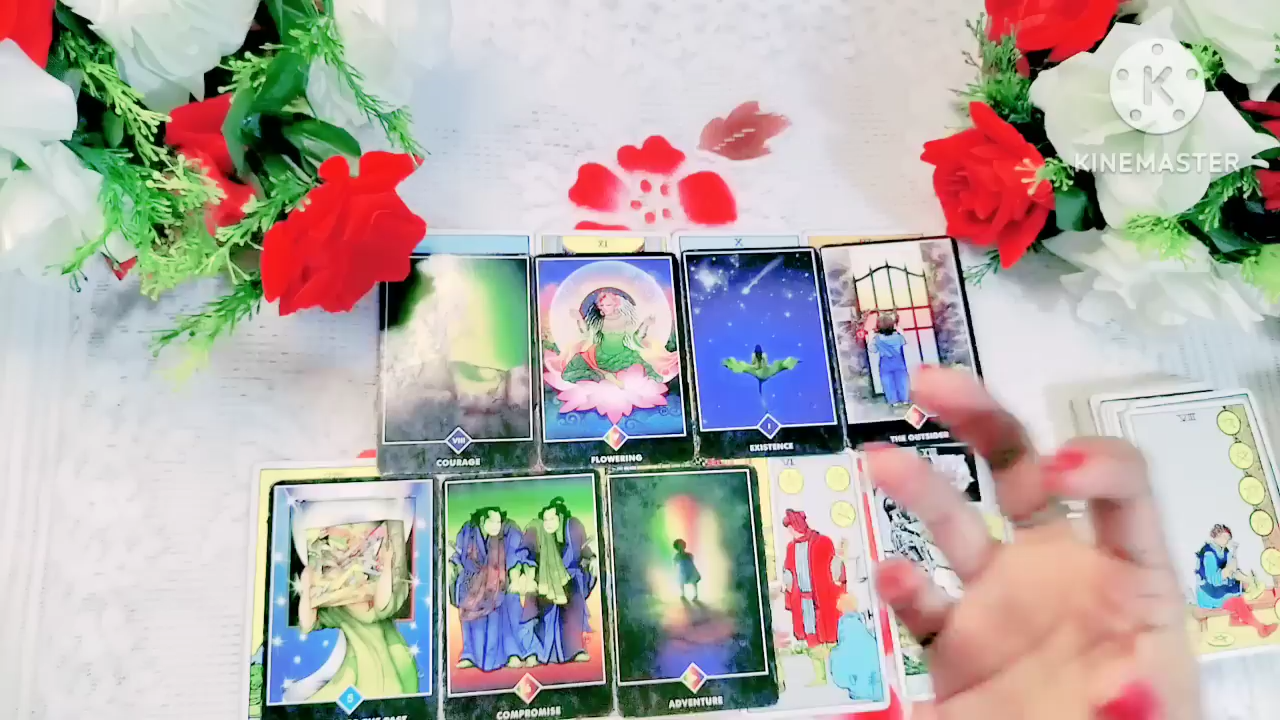 K
KINEMASTER
XI
X
VIII
COURAGE
FLOWERING
I
EXISTENCE
THE OUTSIDER
VI
VIII
COMPROMISE
ADVENTURE